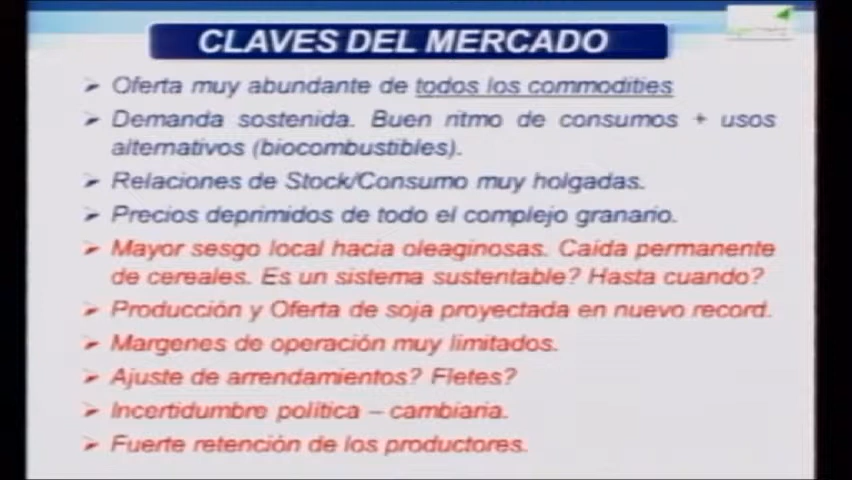 CLAVES DEL MERCADO
➢ Oferta muy abundante de todos los commodities
➢ Demanda sostenida. Buen ritmo de consumos + usos
alternativos (biocombustibles).
➢ Relaciones de Stock/Consumo muy holgadas.
➢ Precios deprimidos de todo el complejo granario.
➢ Mayor sesgo local hacia oleaginosas. Caída permanente
de cereales. Es un sistema sustentable? Hasta cuando?
➢ Producción y Oferta de soja proyectada en nuevo record.
➢ Margenes de operación muy limitados.
➢ Ajuste de arrendamientos? Fletes?
➢ Incertidumbre política – cambiaria.
➢ Fuerte retención de los productores.